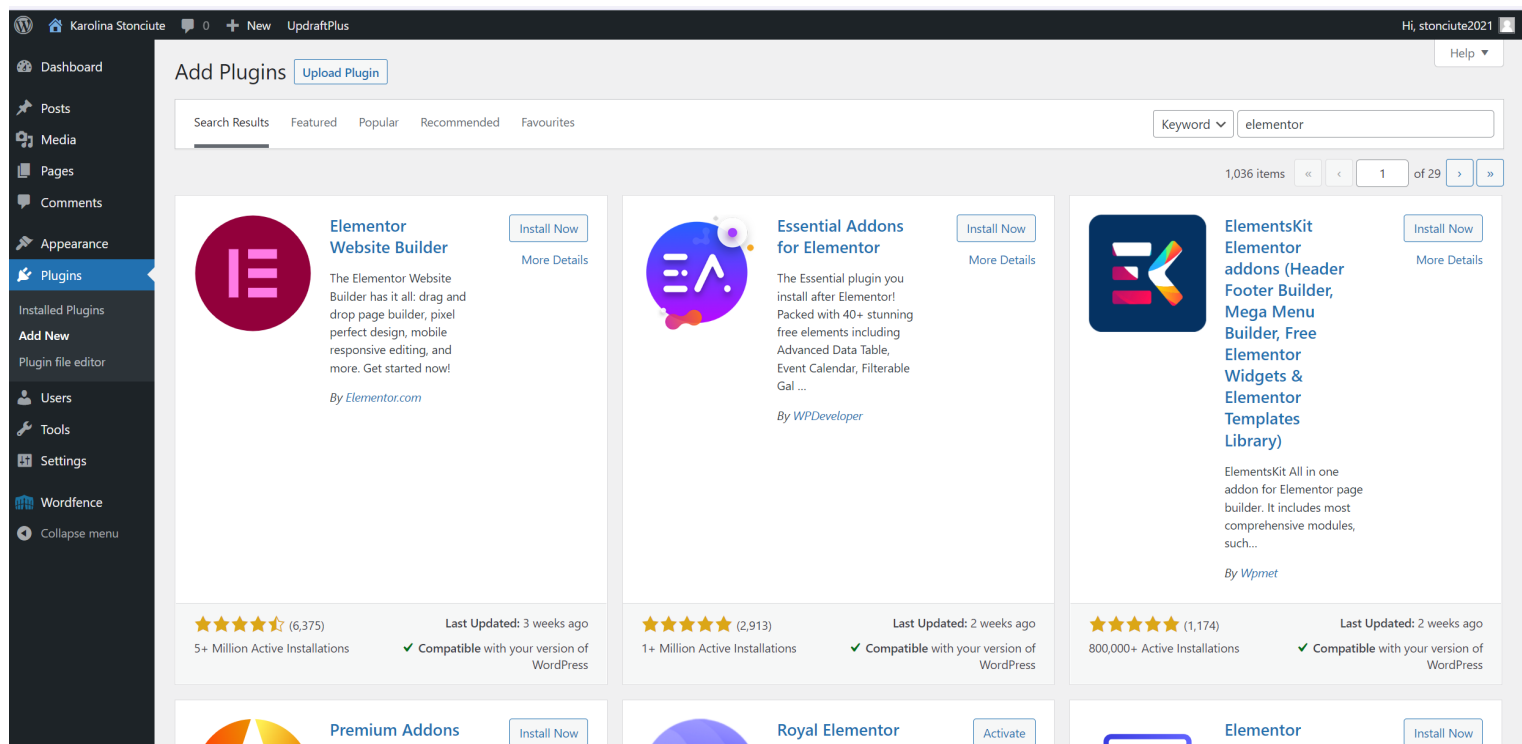 Karolina Stonciute 0 New UpdraftPlus Hi, stonciute2021
Dashboard
Posts
Media
Pages
Comments
Appearance
Plugins
Installed Plugins
Add New
Plugin file editor
Users
Tools
Settings
Wordfence
Collapse menu
Help
Add Plugins Upload Plugin
Search Results Featured Popular Recommended Favourites Keyword elementor
1,036 items « ‹ 1 of 29 › »
Elementor
Website Builder
Install Now
More Details
The Elementor Website
Builder has it all: drag and
drop page builder, pixel
perfect design, mobile
responsive editing, and
more. Get started now!
By Elementor.com
(6,375)
5+ Million Active Installations
Last Updated: 3 weeks ago
Compatible with your version of
WordPress
Essential Addons
for Elementor
Install Now
More Details
The Essential plugin you
install after Elementor!
Packed with 40+ stunning
free elements including
Advanced Data Table,
Event Calendar, Filterable
Gal ...
By WPDeveloper
(2,913)
1+ Million Active Installations
Last Updated: 2 weeks ago
Compatible with your version of
WordPress
ElementsKit
Elementor
addons (Header
Footer Builder,
Mega Menu
Builder, Free
Elementor
Widgets &
Elementor
Templates
Library)
Install Now
More Details
ElementsKit All in one
addon for Elementor page
builder. It includes most
comprehensive modules,
such...
By Wpmet
(1,174)
800,000+ Active Installations
Last Updated: 2 weeks ago
Compatible with your version of
WordPress
Premium Addons Install Now
Royal Elementor Activate
Elementor Install Now